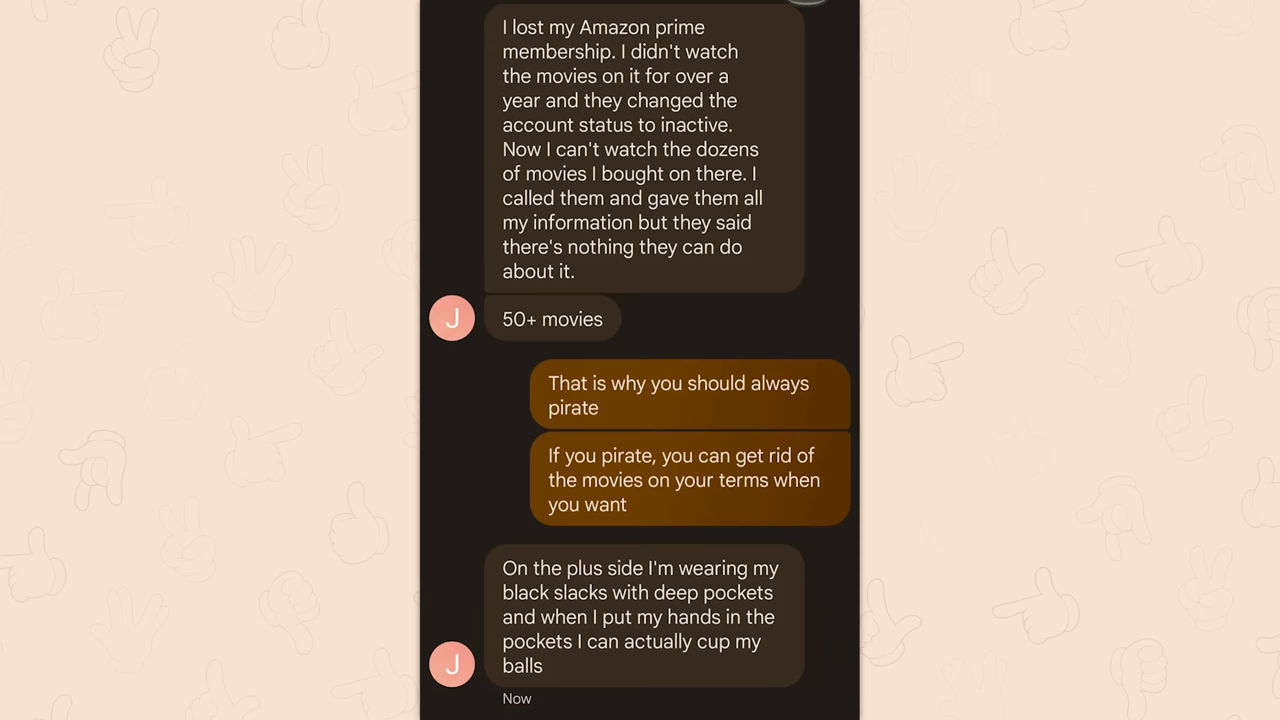 I lost my Amazon prime
membership. I didn't watch
the movies on it for over a
year and they changed the
account status to inactive.
Now I can't watch the dozens
of movies I bought on there. I
called them and gave them all
my information but they said
there's nothing they can do
about it.
J
50+ movies
That is why you should always
pirate
If you pirate, you can get rid of
the movies on your terms when
you want
On the plus side I'm wearing my
black slacks with deep pockets
and when I put my hands in the
pockets I can actually cup my
balls
J
Now